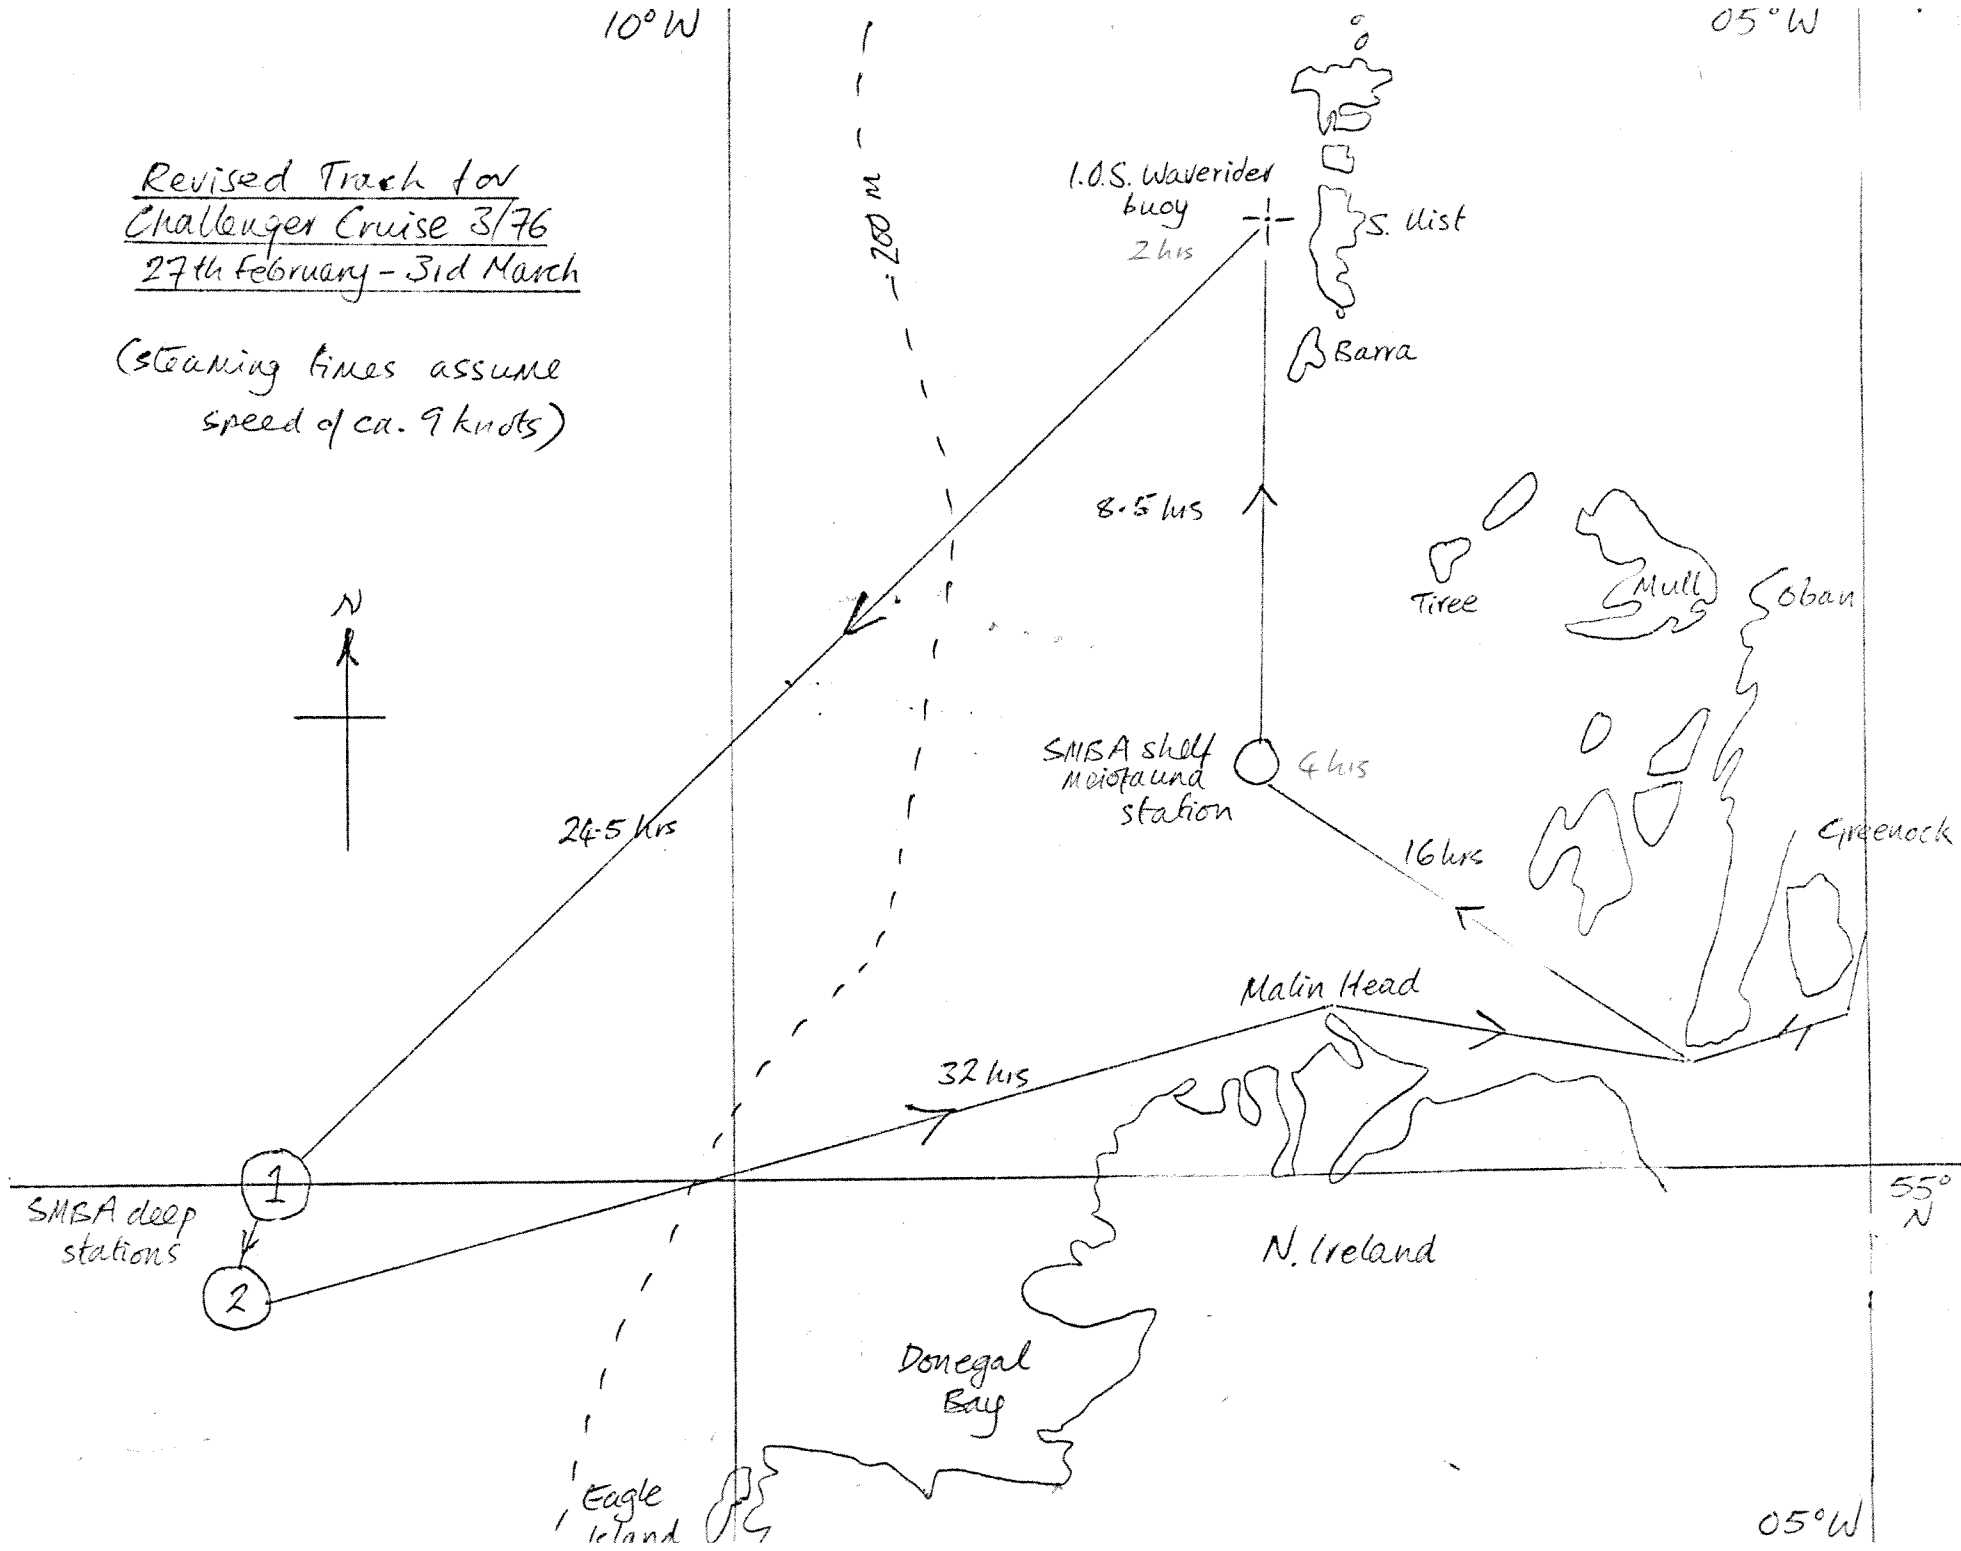 10°W
05°W
Revised Track for
Challenger Cruise 3/76
27th February - 3rd March
(steaming times assume
speed of ca. 9 knots)
200 m
I.O.S. Waverider
buoy
2 hrs
S. Uist
Barra
8.5 hrs
N
Tiree
Mull
Oban
SMBA shelf
Meiofauna
station
4 hrs
24.5 hrs
16 hrs
Greenock
Malin Head
32 hrs
1
SMBA deep
stations
2
55°
N
N. Ireland
Donegal
Bay
Eagle
Island
05°W